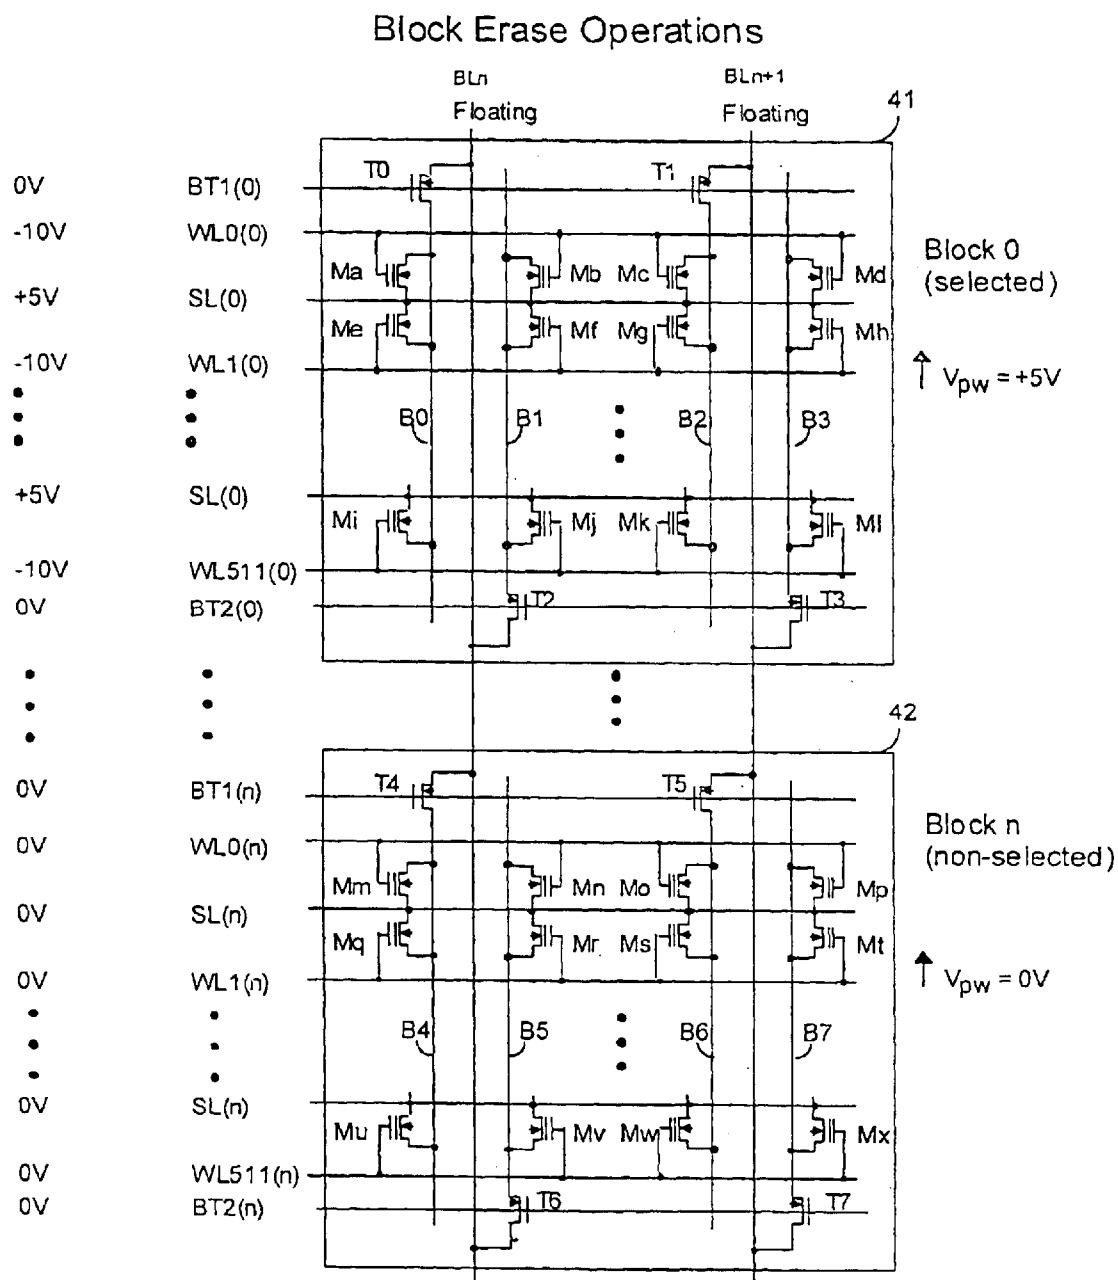 Block Erase Operations
BLn BLn+1
Floating Floating
41
0V BT1(0) T0 T1
-10V WL0(0)
Ma Mb Mc Md
Block 0
(selected)
+5V SL(0)
Me Mf Mg Mh
-10V WL1(0)
Vpw = +5V
B0 B1 B2 B3
+5V SL(0)
Mi Mj Mk Ml
-10V WL511(0)
0V BT2(0) T2 T3
42
0V BT1(n) T4 T5
0V WL0(n)
Block n
(non-selected)
Mm Mn Mo Mp
0V SL(n)
Mq Mr Ms Mt
0V WL1(n)
Vpw = 0V
B4 B5 B6 B7
0V SL(n)
Mu Mv Mw Mx
0V WL511(n)
0V BT2(n) T6 T7